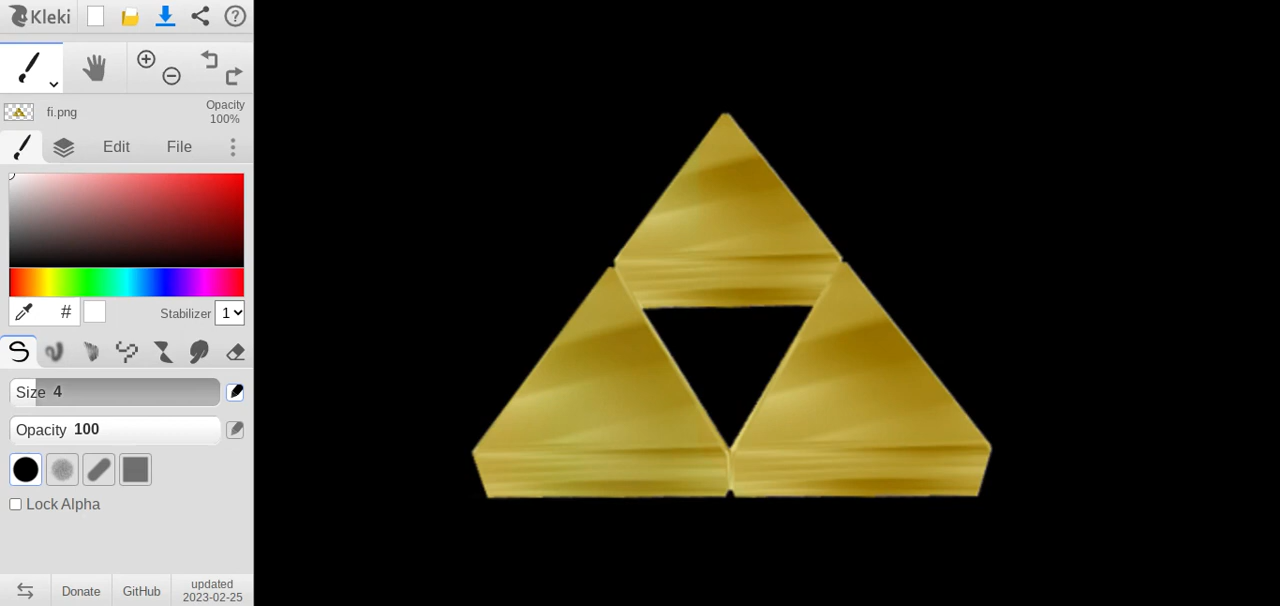 Kleki
?
fi.png
Opacity
100%
Edit
File
#
Stabilizer 1
Size 4
Opacity 100
Lock Alpha
Donate
GitHub
updated
2023-02-25